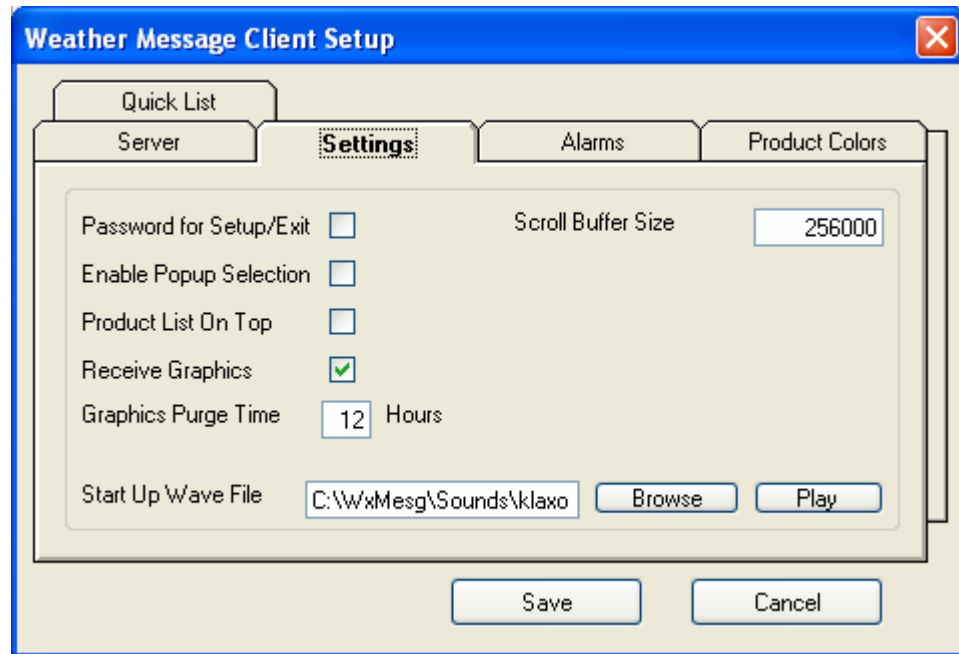 Weather Message Client Setup
Quick List
Server Settings Alarms Product Colors
Password for Setup/Exit Scroll Buffer Size 256000
Enable Popup Selection
Product List On Top
Receive Graphics
Graphics Purge Time 12 Hours
Start Up Wave File C:\WxMesg\Sounds\klaxo Browse Play
Save Cancel